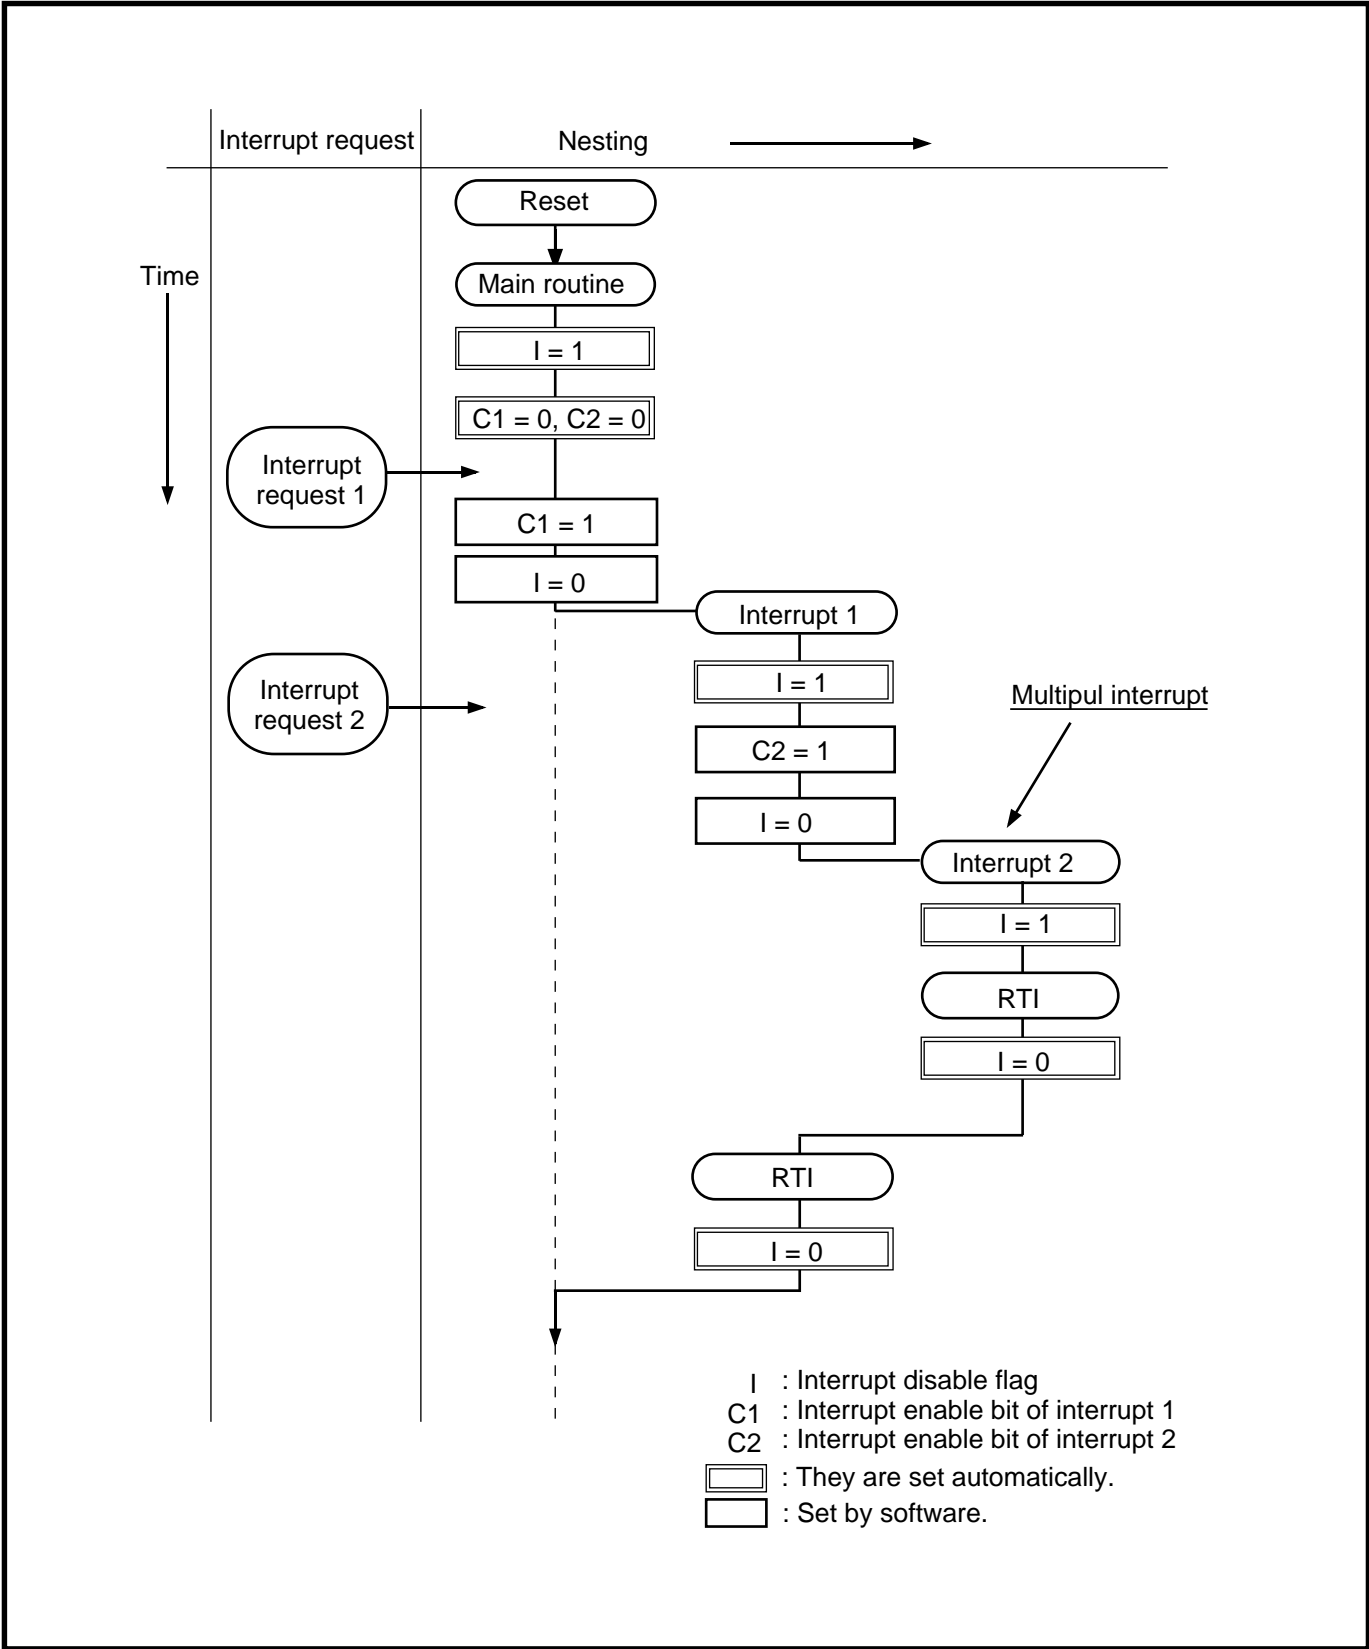 Interrupt request
Nesting
Reset
Time
Main routine
I = 1
C1 = 0, C2 = 0
Interrupt
request 1
C1 = 1
I = 0
Interrupt 1
Interrupt
request 2
I = 1
Multipul interrupt
C2 = 1
I = 0
Interrupt 2
I = 1
RTI
I = 0
RTI
I = 0
I : Interrupt disable flag
C1 : Interrupt enable bit of interrupt 1
C2 : Interrupt enable bit of interrupt 2
: They are set automatically.
: Set by software.